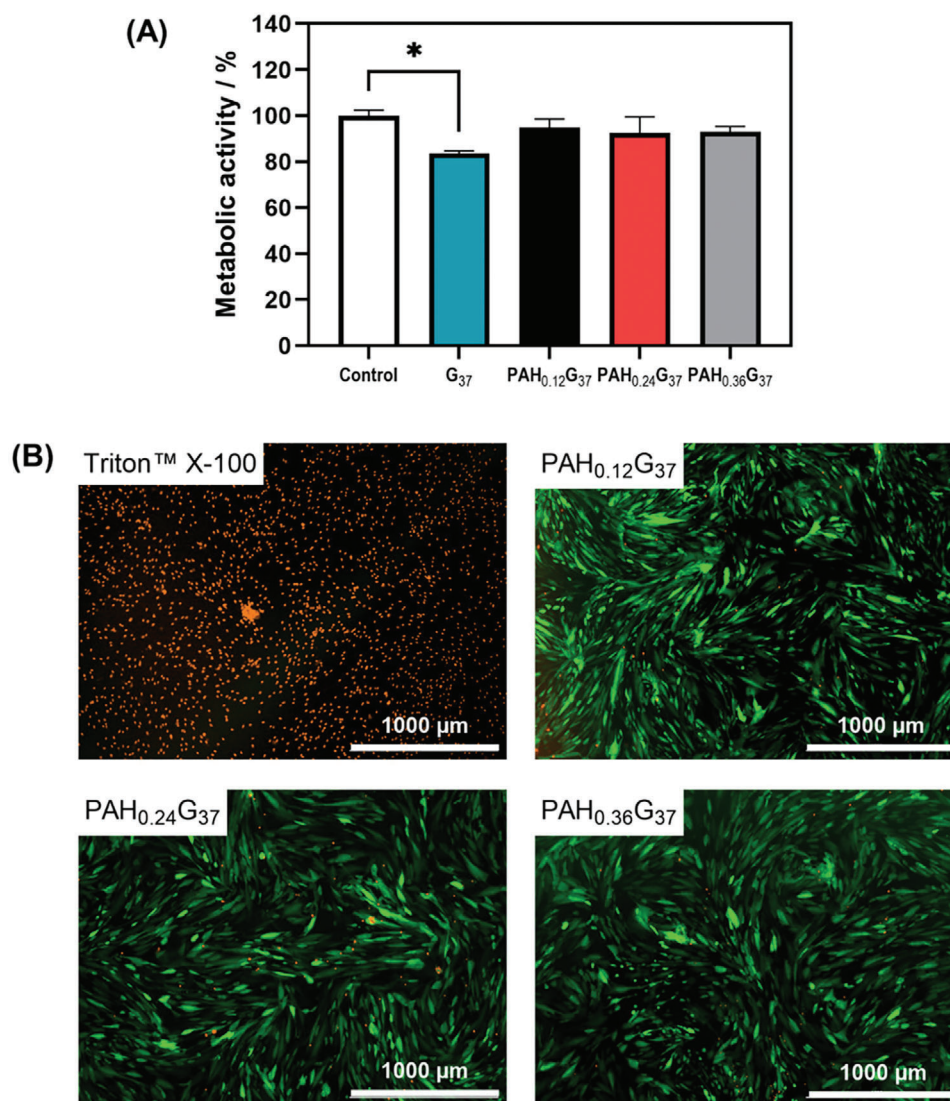 (A)
Metabolic activity / %
140
120
100
80
60
40
20
0
*
Control G₃₇ PAH₀.₁₂G₃₇ PAH₀.₂₄G₃₇ PAH₀.₃₆G₃₇
(B)
Triton™ X-100
1000 µm
PAH₀.₁₂G₃₇
1000 µm
PAH₀.₂₄G₃₇
1000 µm
PAH₀.₃₆G₃₇
1000 µm